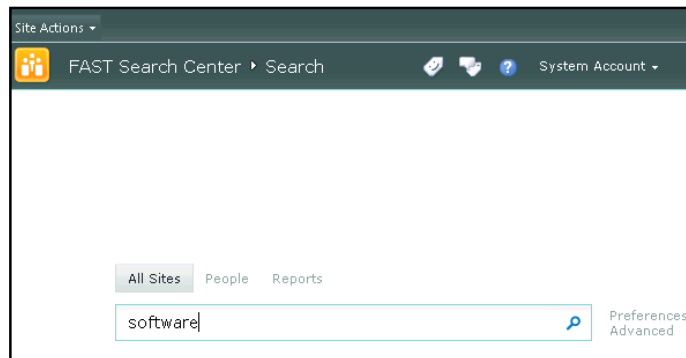 Site Actions
FAST Search Center ▸ Search System Account
All Sites People Reports
software
Preferences
Advanced